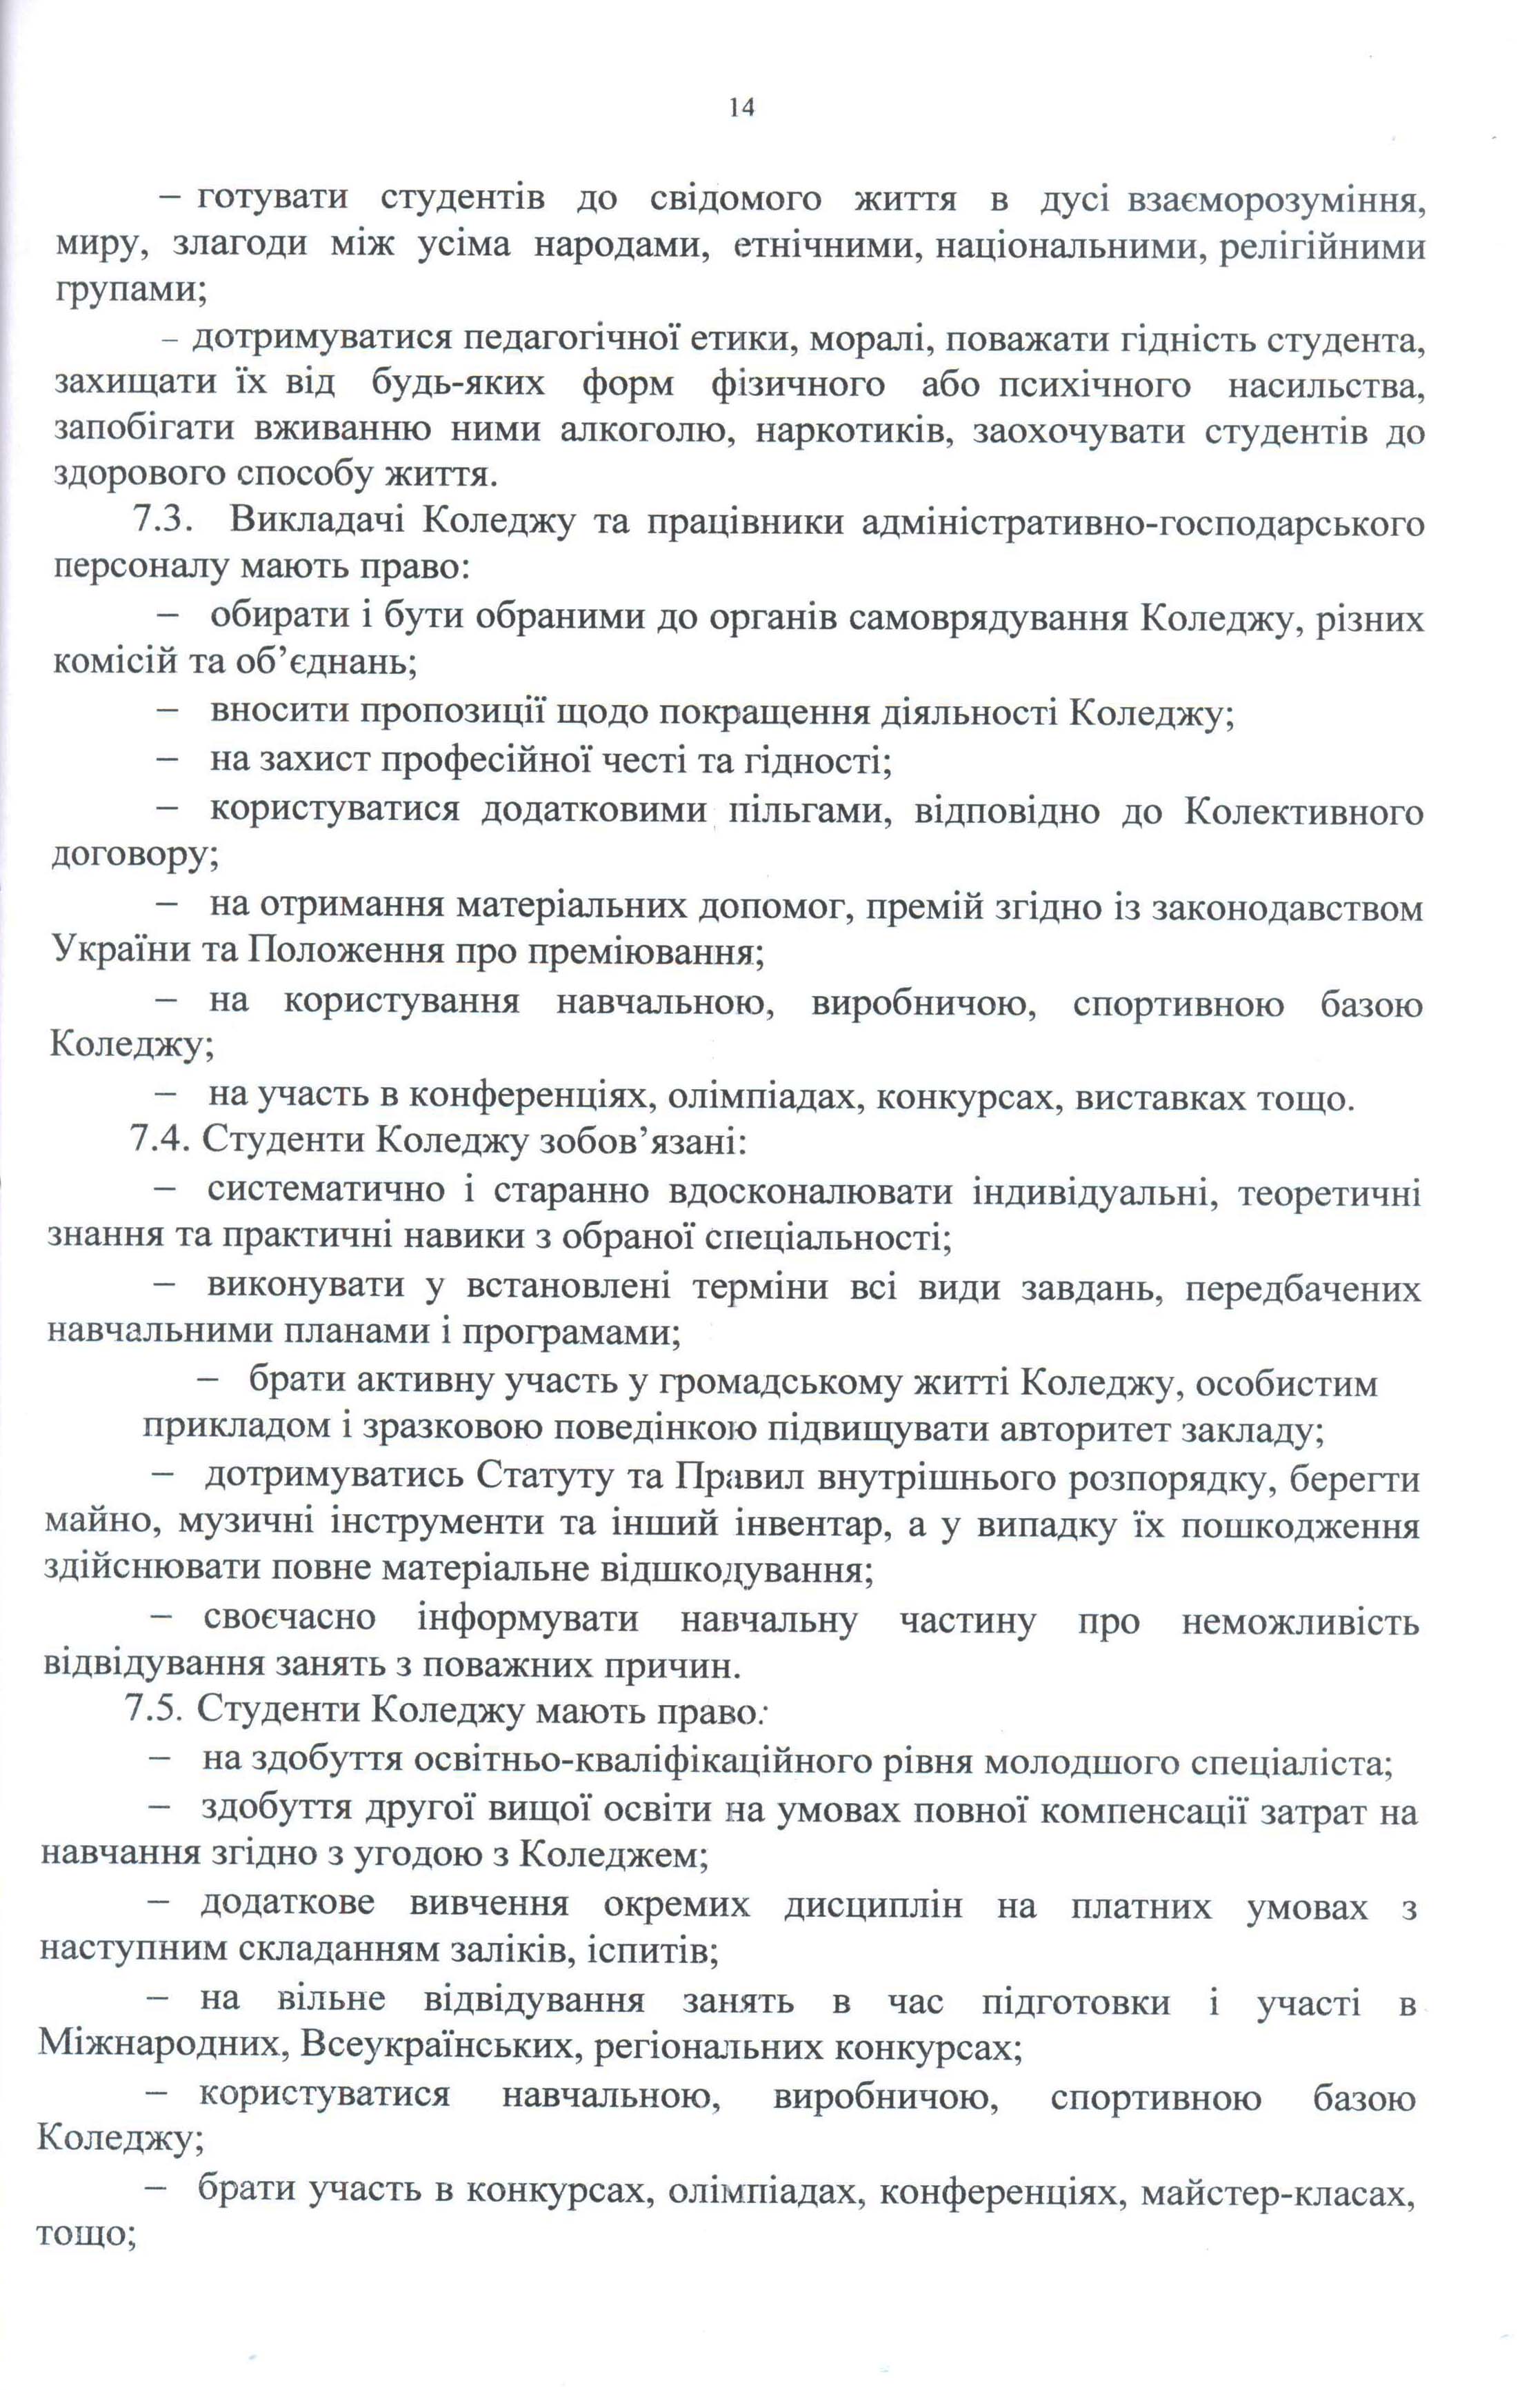 14
– готувати студентів до свідомого життя в дусі взаєморозуміння,
миру, злагоди між усіма народами, етнічними, національними, релігійними
групами;
– дотримуватися педагогічної етики, моралі, поважати гідність студента,
захищати їх від будь-яких форм фізичного або психічного насильства,
запобігати вживанню ними алкоголю, наркотиків, заохочувати студентів до
здорового способу життя.
7.3. Викладачі Коледжу та працівники адміністративно-господарського
персоналу мають право:
– обирати і бути обраними до органів самоврядування Коледжу, різних
комісій та об’єднань;
– вносити пропозиції щодо покращення діяльності Коледжу;
– на захист професійної честі та гідності;
– користуватися додатковими пільгами, відповідно до Колективного
договору;
– на отримання матеріальних допомог, премій згідно із законодавством
України та Положення про преміювання;
– на користування навчальною, виробничою, спортивною базою
Коледжу;
– на участь в конференціях, олімпіадах, конкурсах, виставках тощо.
7.4. Студенти Коледжу зобов’язані:
– систематично і старанно вдосконалювати індивідуальні, теоретичні
знання та практичні навики з обраної спеціальності;
– виконувати у встановлені терміни всі види завдань, передбачених
навчальними планами і програмами;
– брати активну участь у громадському житті Коледжу, особистим
прикладом і зразковою поведінкою підвищувати авторитет закладу;
– дотримуватись Статуту та Правил внутрішнього розпорядку, берегти
майно, музичні інструменти та інший інвентар, а у випадку їх пошкодження
здійснювати повне матеріальне відшкодування;
– своєчасно інформувати навчальну частину про неможливість
відвідування занять з поважних причин.
7.5. Студенти Коледжу мають право:
– на здобуття освітньо-кваліфікаційного рівня молодшого спеціаліста;
– здобуття другої вищої освіти на умовах повної компенсації затрат на
навчання згідно з угодою з Коледжем;
– додаткове вивчення окремих дисциплін на платних умовах з
наступним складанням заліків, іспитів;
– на вільне відвідування занять в час підготовки і участі в
Міжнародних, Всеукраїнських, регіональних конкурсах;
– користуватися навчальною, виробничою, спортивною базою
Коледжу;
– брати участь в конкурсах, олімпіадах, конференціях, майстер-класах,
тощо;